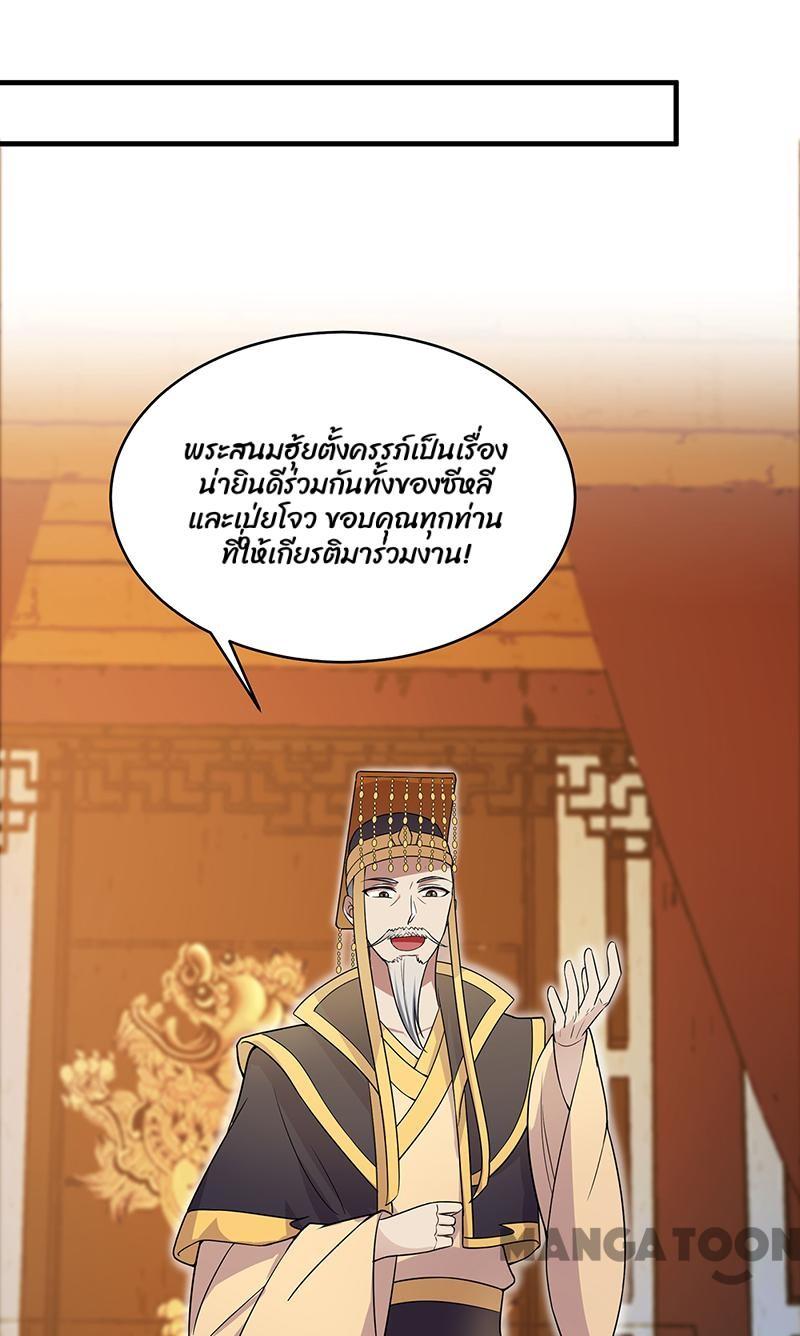 พระสนมฮุ้ยตั้งครรภ์เป็นเรื่อง
น่ายินดีร่วมกันทั้งของซีหลี
และเป่ยโจว ขอบคุณทุกท่าน
ที่ให้เกียรติมาร่วมงาน!
MANGATOON